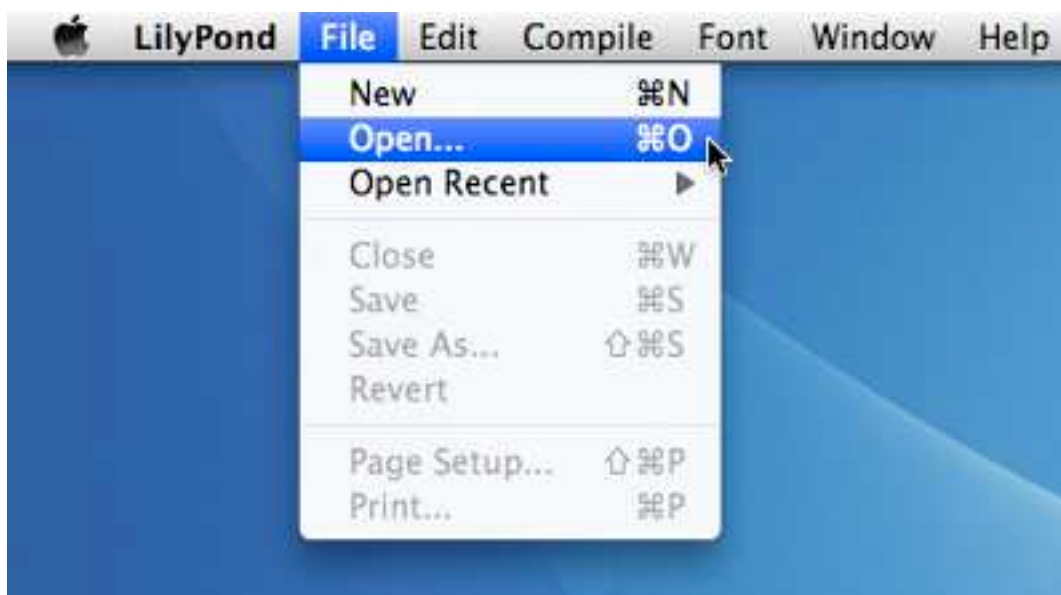 LilyPond File Edit Compile Font Window Help
New ⌘N
Open... ⌘O
Open Recent ▶
Close ⌘W
Save ⌘S
Save As... ⇧⌘S
Revert
Page Setup... ⇧⌘P
Print... ⌘P